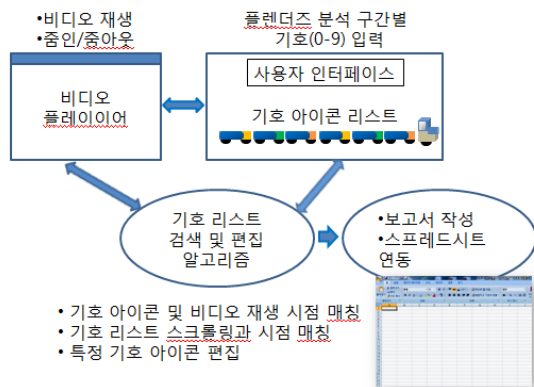 •비디오 재생
•줌인/줌아웃
플렌더즈 분석 구간별
기호(0-9) 입력
비디오
플레이이어
사용자 인터페이스
기호 아이콘 리스트
기호 리스트
검색 및 편집
알고리즘
•보고서 작성
•스프레드시트
연동
• 기호 아이콘 및 비디오 재생 시점 매칭
• 기호 리스트 스크롤링과 시점 매칭
• 특정 기호 아이콘 편집